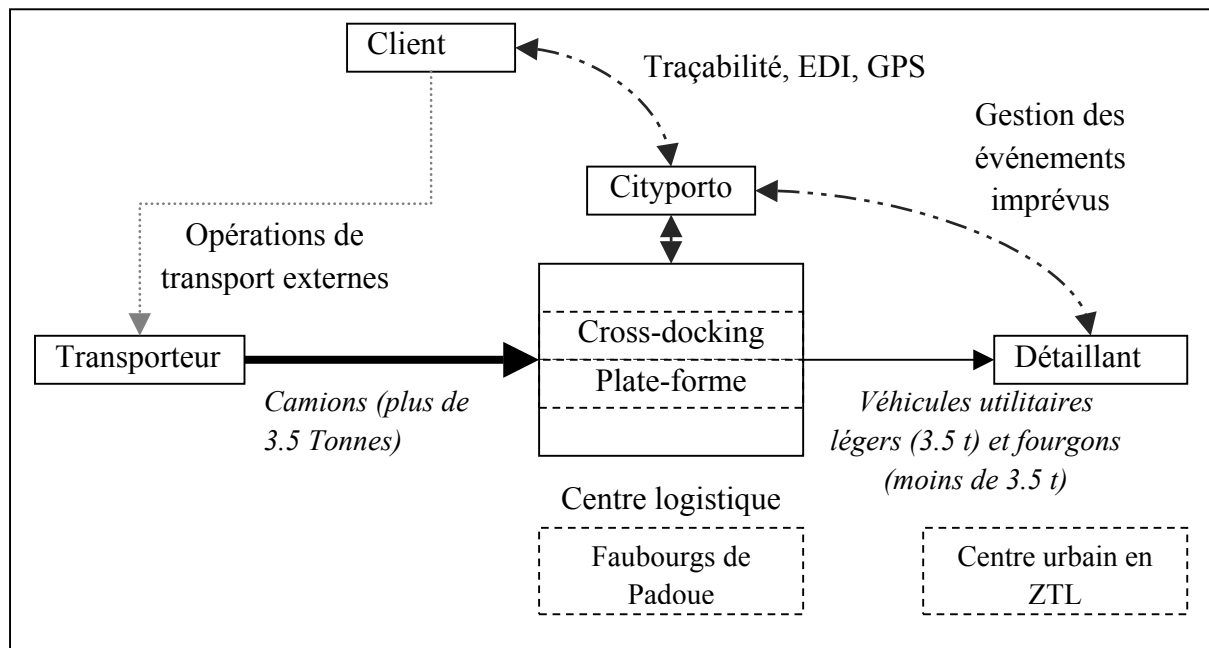 Client
Traçabilité, EDI, GPS
Gestion des
événements
imprévus
Cityporto
Opérations de
transport externes
Cross-docking
Transporteur
Plate-forme
Détaillant
Camions (plus de
3.5 Tonnes)
Véhicules utilitaires
légers (3.5 t) et fourgons
(moins de 3.5 t)
Centre logistique
Faubourgs de
Padoue
Centre urbain en
ZTL